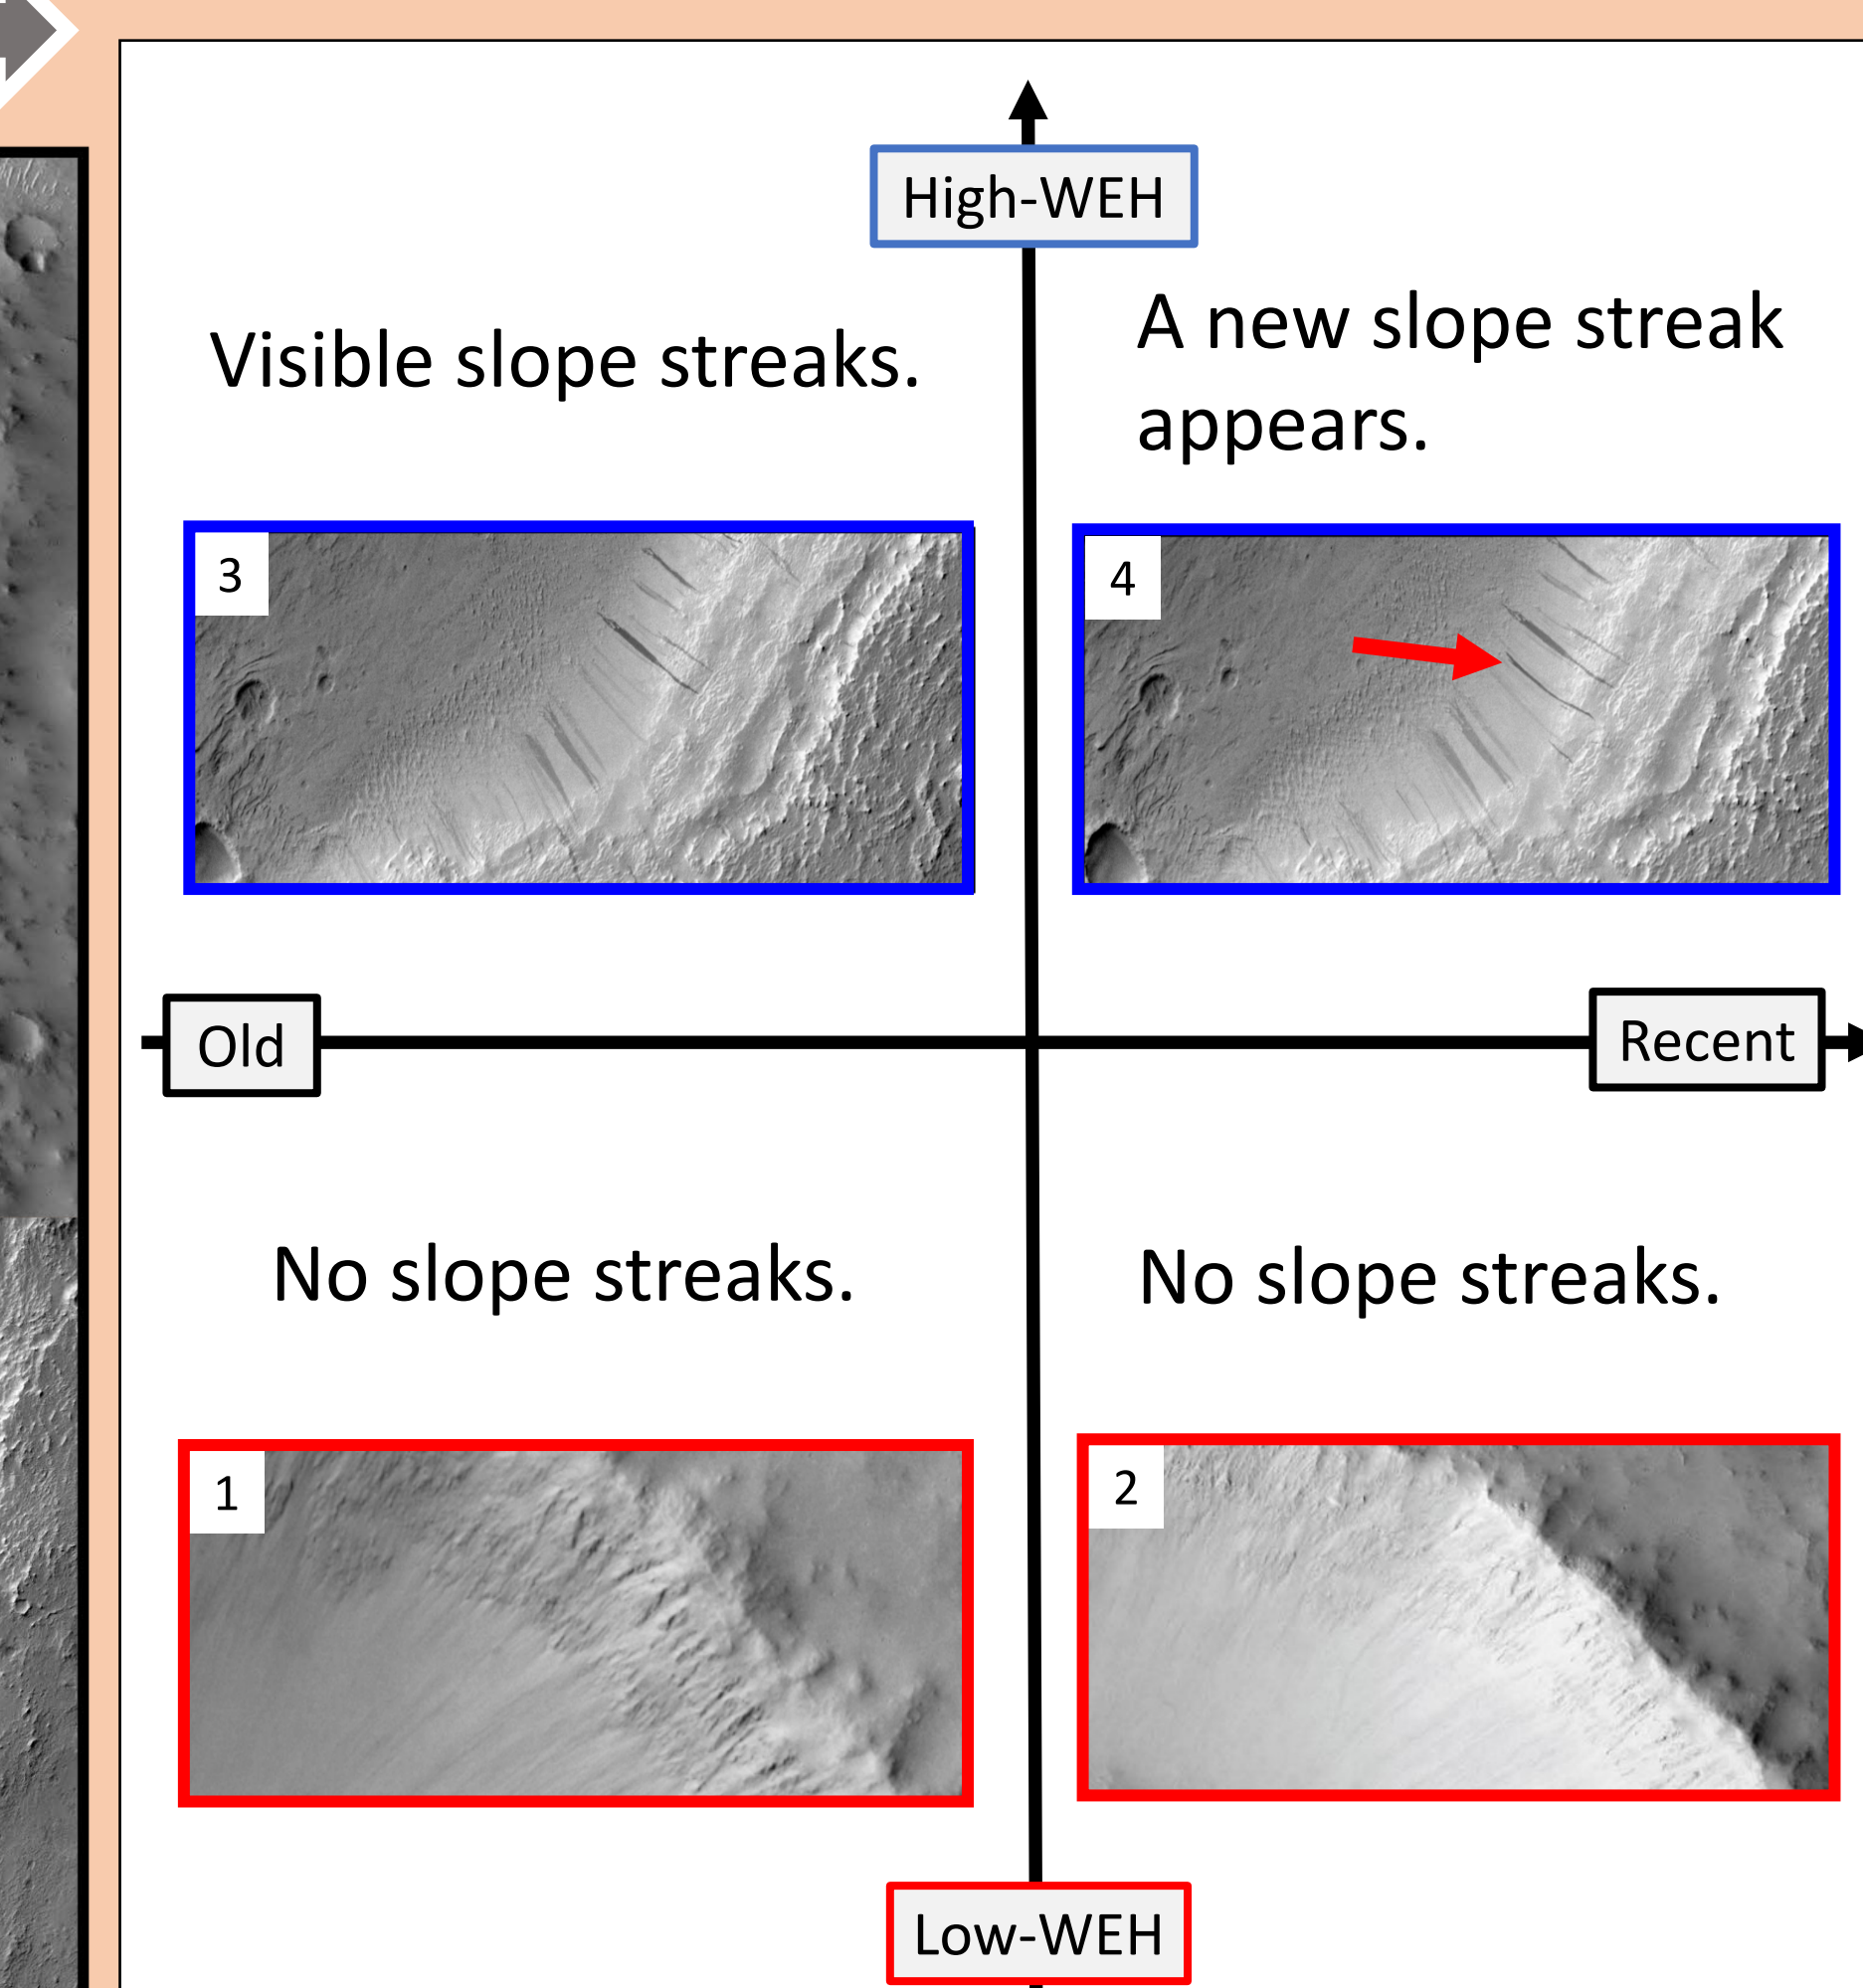 High-WEH
Visible slope streaks.
A new slope streak
appears.
3
4
Old
Recent
No slope streaks.
No slope streaks.
1
2
Low-WEH